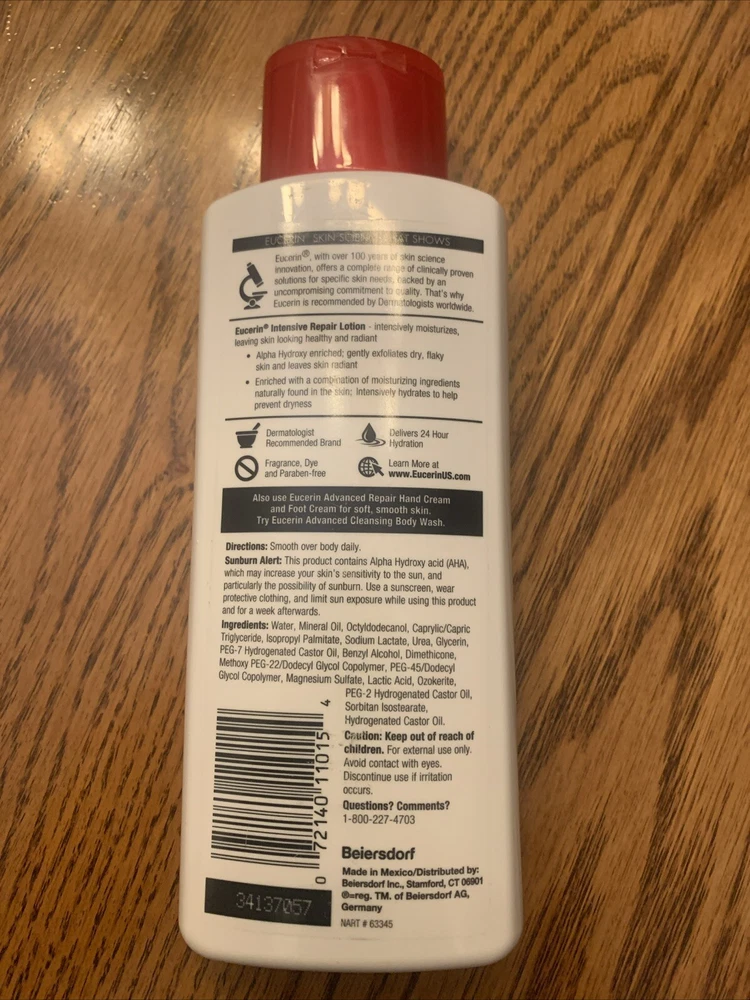 EUCERIN® SKIN SCIENCE THAT SHOWS
Eucerin®, with over 100 years of skin science
innovation, offers a complete range of clinically proven
solutions for specific skin needs, backed by an
uncompromising commitment to quality. That's why
Eucerin is recommended by Dermatologists worldwide.
Eucerin® Intensive Repair Lotion - intensively moisturizes,
leaving skin looking healthy and radiant
• Alpha Hydroxy enriched; gently exfoliates dry, flaky
skin and leaves skin radiant
• Enriched with a combination of moisturizing ingredients
naturally found in the skin; Intensively hydrates to help
prevent dryness
Dermatologist
Recommended Brand
Delivers 24 Hour
Hydration
Fragrance, Dye
and Paraben-free
Learn More at
www.EucerinUS.com
Also use Eucerin Advanced Repair Hand Cream
and Foot Cream for soft, smooth skin.
Try Eucerin Advanced Cleansing Body Wash.
Directions: Smooth over body daily.
Sunburn Alert: This product contains Alpha Hydroxy acid (AHA),
which may increase your skin's sensitivity to the sun, and
particularly the possibility of sunburn. Use a sunscreen, wear
protective clothing, and limit sun exposure while using this product
and for a week afterwards.
Ingredients: Water, Mineral Oil, Octyldodecanol, Caprylic/Capric
Triglyceride, Isopropyl Palmitate, Sodium Lactate, Urea, Glycerin,
PEG-7 Hydrogenated Castor Oil, Benzyl Alcohol, Dimethicone,
Methoxy PEG-22/Dodecyl Glycol Copolymer, PEG-45/Dodecyl
Glycol Copolymer, Magnesium Sulfate, Lactic Acid, Ozokerite,
PEG-2 Hydrogenated Castor Oil,
Sorbitan Isostearate,
Hydrogenated Castor Oil.
Caution: Keep out of reach of
children. For external use only.
Avoid contact with eyes.
Discontinue use if irritation
occurs.
Questions? Comments?
1-800-227-4703
0 72140 11015 4
34137057
Beiersdorf
Made in Mexico/Distributed by:
Beiersdorf Inc., Stamford, CT 06901
®=reg. TM. of Beiersdorf AG,
Germany
NART # 63345